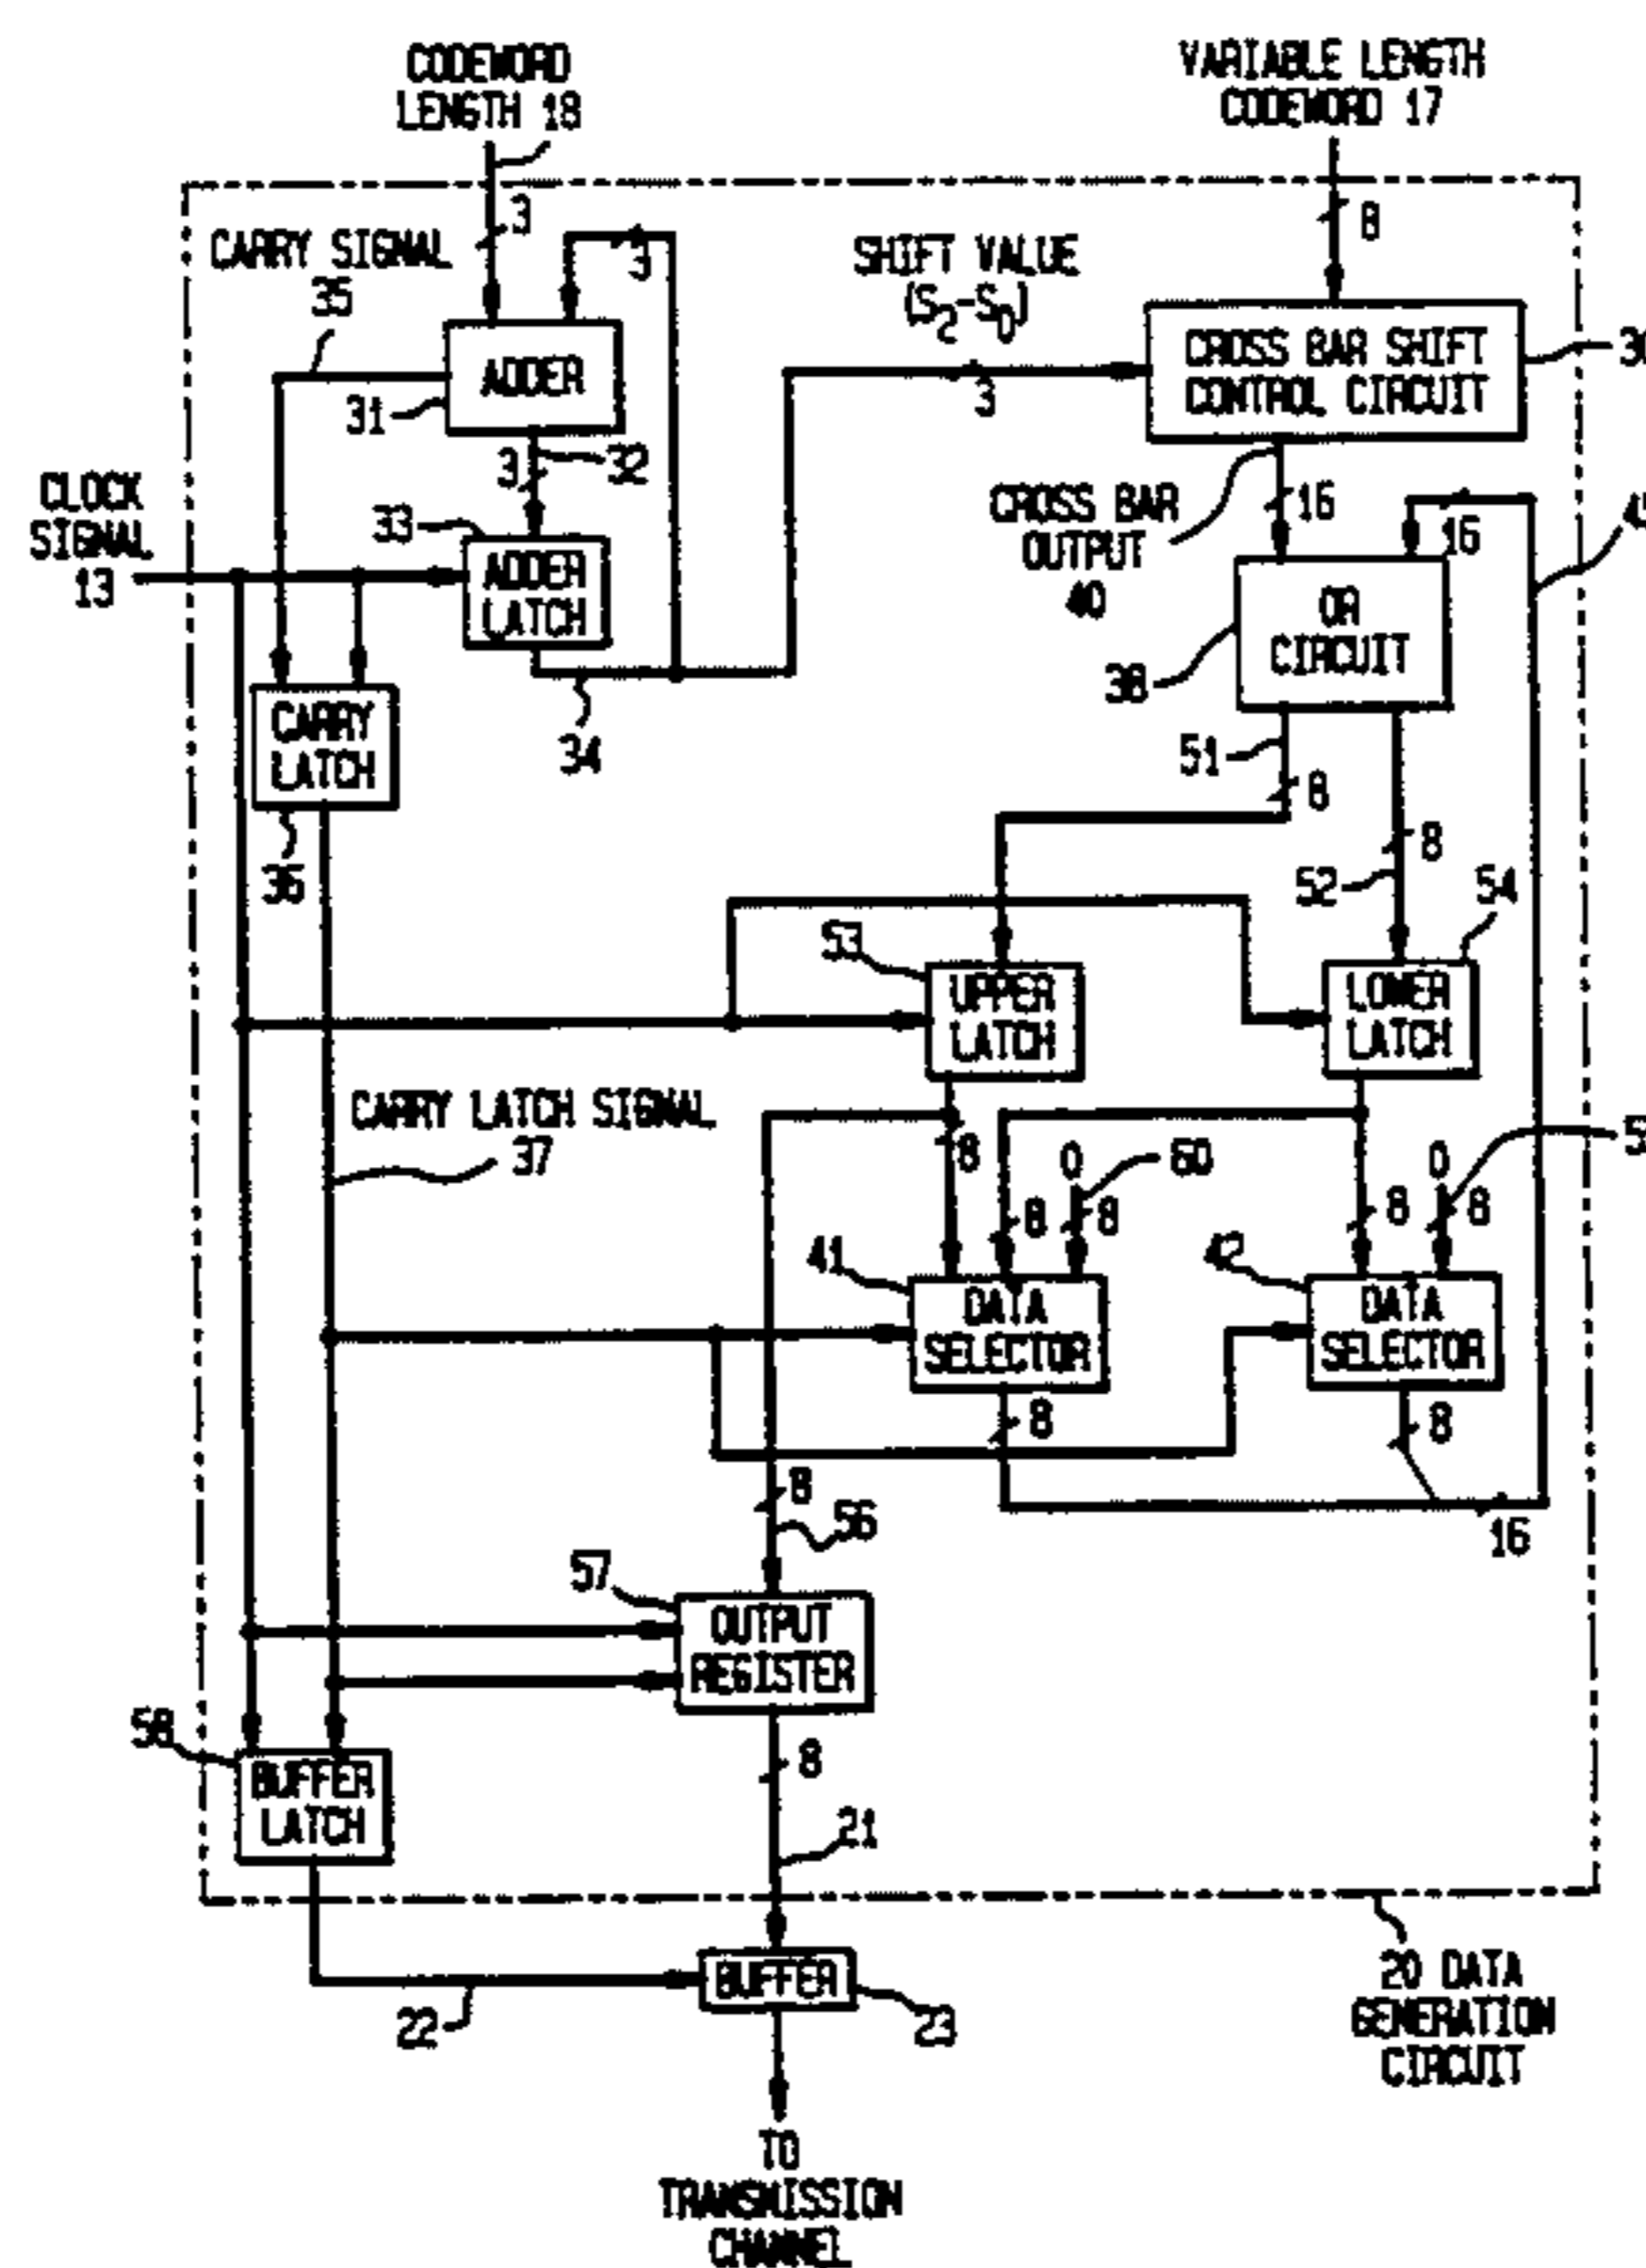 CODEWORD
LENGTH 18
VARIABLE LENGTH
CODEWORD 17
3
8
CARRY SIGNAL
35
3
SHIFT VALUE
(S2-S0)
3
CROSS BAR SHIFT
CONTROL CIRCUIT
ADDER
31
3
32
CLOCK
SIGNAL
13
33
ADDER
LATCH
CROSS BAR
OUTPUT
40
16
16
OR
CIRCUIT
38
34
CARRY
LATCH
36
51
8
8
52
54
53
UPPER
LATCH
LOWER
LATCH
CARRY LATCH SIGNAL
37
8
8
0
60
8
8
0
8
41
DATA
SELECTOR
42
DATA
SELECTOR
8
8
16
8
56
57
OUTPUT
REGISTER
58
BUFFER
LATCH
8
21
22
BUFFER
23
20 DATA
GENERATION
CIRCUIT
TO
TRANSMISSION
CHANNEL